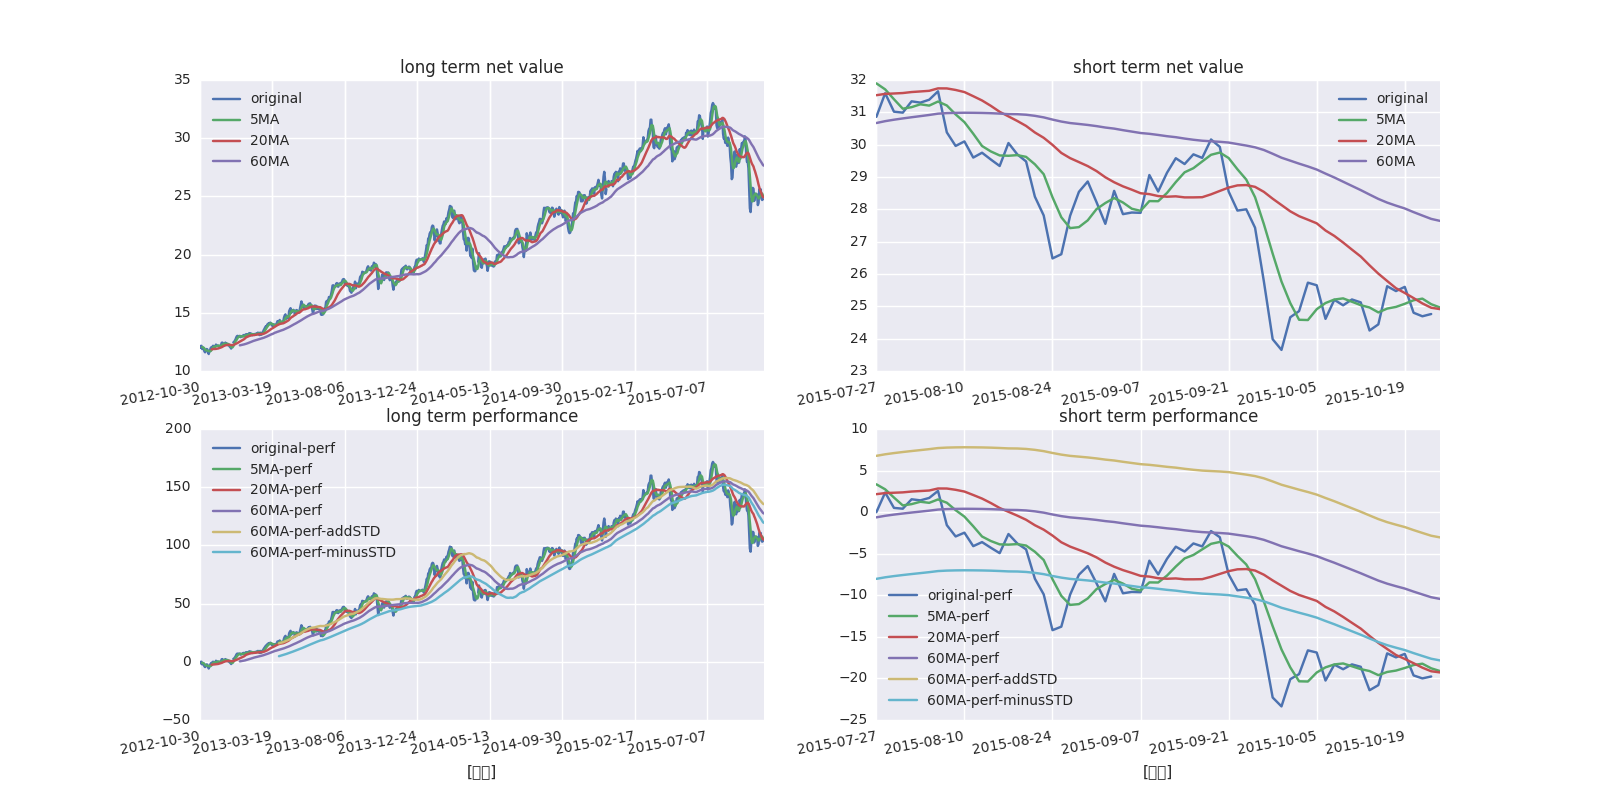 long term net value
35
30
25
20
15
10
original
5MA
20MA
60MA
2012-10-30
2013-03-19
2013-08-06
2013-12-24
2014-05-13
2014-09-30
2015-02-17
2015-07-07
short term net value
32
31
30
29
28
27
26
25
24
23
original
5MA
20MA
60MA
2015-07-27
2015-08-10
2015-08-24
2015-09-07
2015-09-21
2015-10-05
2015-10-19
long term performance
200
150
100
50
0
−50
original-perf
5MA-perf
20MA-perf
60MA-perf
60MA-perf-addSTD
60MA-perf-minusSTD
2012-10-30
2013-03-19
2013-08-06
2013-12-24
2014-05-13
2014-09-30
2015-02-17
2015-07-07
short term performance
10
5
0
−5
−10
−15
−20
−25
original-perf
5MA-perf
20MA-perf
60MA-perf
60MA-perf-addSTD
60MA-perf-minusSTD
2015-07-27
2015-08-10
2015-08-24
2015-09-07
2015-09-21
2015-10-05
2015-10-19